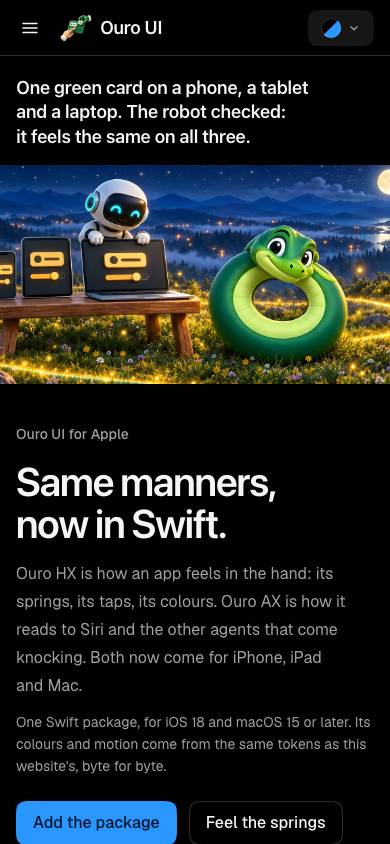 Ouro UI
One green card on a phone, a tablet
and a laptop. The robot checked:
it feels the same on all three.
Ouro UI for Apple
Same manners,
now in Swift.
Ouro HX is how an app feels in the hand: its
springs, its taps, its colours. Ouro AX is how it
reads to Siri and the other agents that come
knocking. Both now come for iPhone, iPad
and Mac.
One Swift package, for iOS 18 and macOS 15 or later. Its
colours and motion come from the same tokens as this
website's, byte for byte.
Add the package
Feel the springs